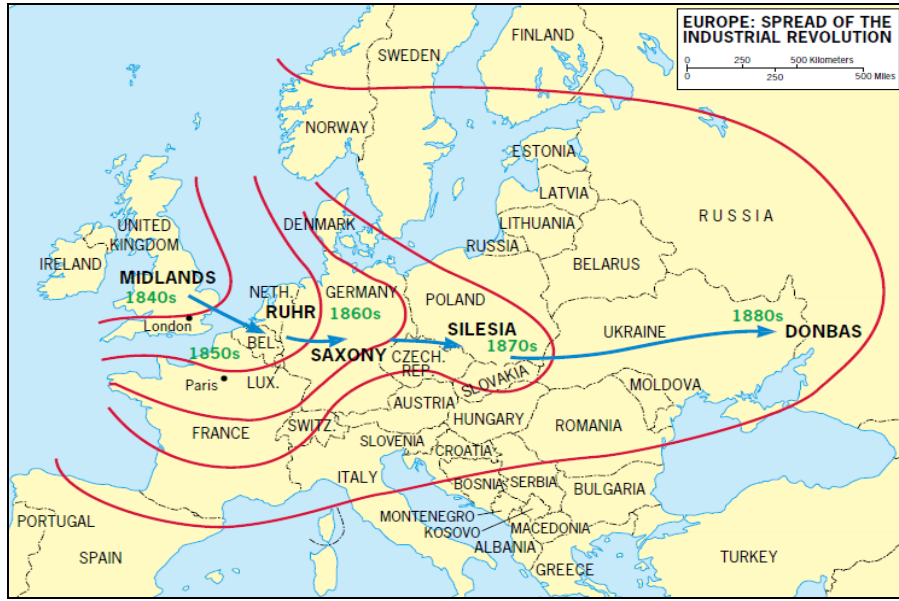 EUROPE: SPREAD OF THE
INDUSTRIAL REVOLUTION
0 250 500 Kilometers
0 250 500 Miles
FINLAND
SWEDEN
NORWAY
ESTONIA
LATVIA
RUSSIA
LITHUANIA
DENMARK
UNITED
KINGDOM
RUSSIA
IRELAND
BELARUS
MIDLANDS
1840s
NETH.
GERMANY
POLAND
RUHR
1860s
London
SILESIA
1880s
UKRAINE
DONBAS
BEL.
1850s
SAXONY
1870s
CZECH.
REP.
Paris
LUX.
SLOVAKIA
MOLDOVA
AUSTRIA
HUNGARY
FRANCE
SWITZ.
ROMANIA
SLOVENIA
CROATIA
ITALY
BOSNIA
SERBIA
BULGARIA
PORTUGAL
MONTENEGRO
KOSOVO
MACEDONIA
ALBANIA
SPAIN
TURKEY
GREECE